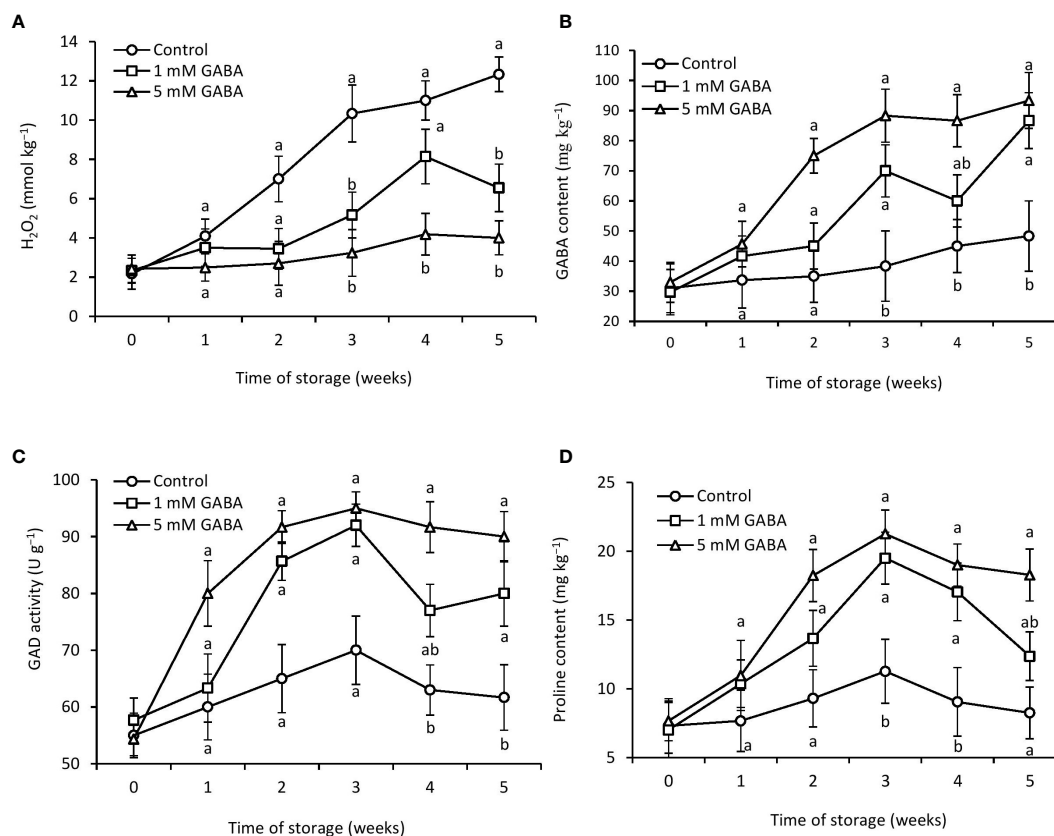 A
14
12
10
8
6
4
2
0
H₂O₂ (mmol kg⁻¹)
Control
1 mM GABA
5 mM GABA
a
a
a
a
a
a
a
b
b
a
a
b
b
b
0 1 2 3 4 5
Time of storage (weeks)
B
110
100
90
80
70
60
50
40
30
20
GABA content (mg kg⁻¹)
Control
1 mM GABA
5 mM GABA
a
a
a
a
a
ab
a
a
a
a
b
b
b
0 1 2 3 4 5
Time of storage (weeks)
C
100
90
80
70
60
50
GAD activity (U g⁻¹)
Control
1 mM GABA
5 mM GABA
a
a
a
a
a
a
a
a
ab
a
a
a
a
b
b
0 1 2 3 4 5
Time of storage (weeks)
D
25
20
15
10
5
Proline content (mg kg⁻¹)
Control
1 mM GABA
5 mM GABA
a
a
a
a
a
a
a
a
ab
a
a
b
b
a
0 1 2 3 4 5
Time of storage (weeks)